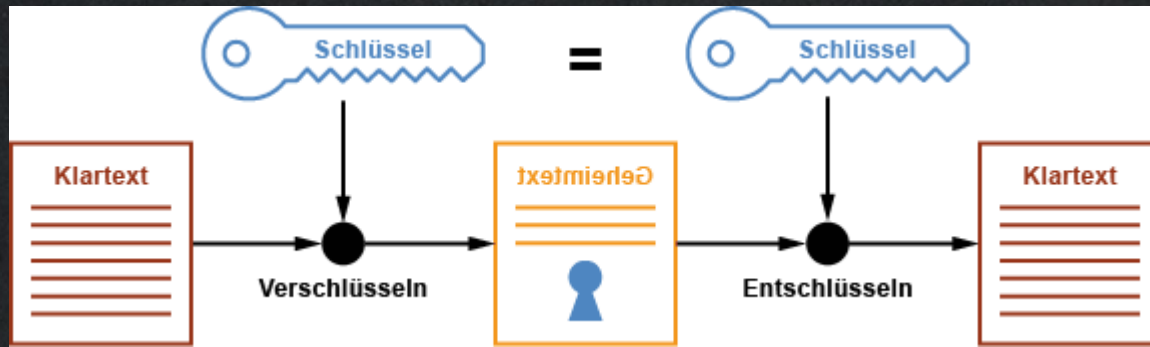 Schlüssel
=
Schlüssel
Klartext
Geheimtext
Klartext
Verschlüsseln
Entschlüsseln